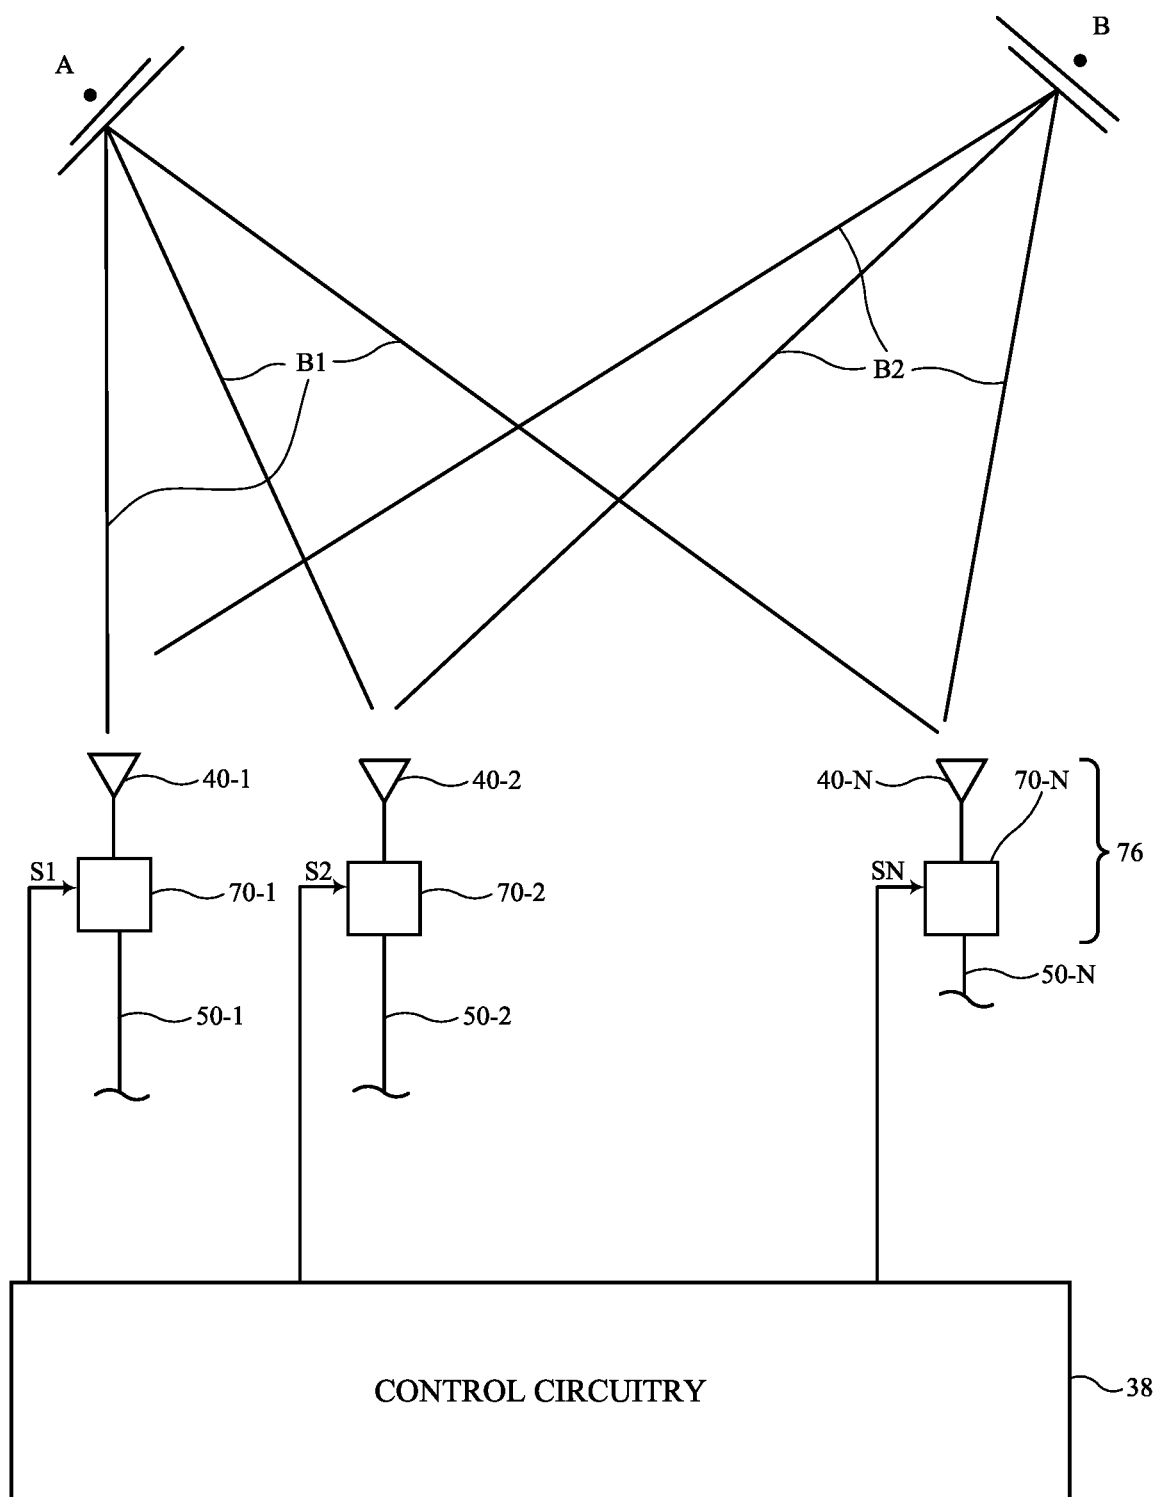 B
A
B1
B2
40-1
40-2
40-N
70-N
76
S1
S2
SN
70-1
70-2
50-N
50-1
50-2
CONTROL CIRCUITRY
38